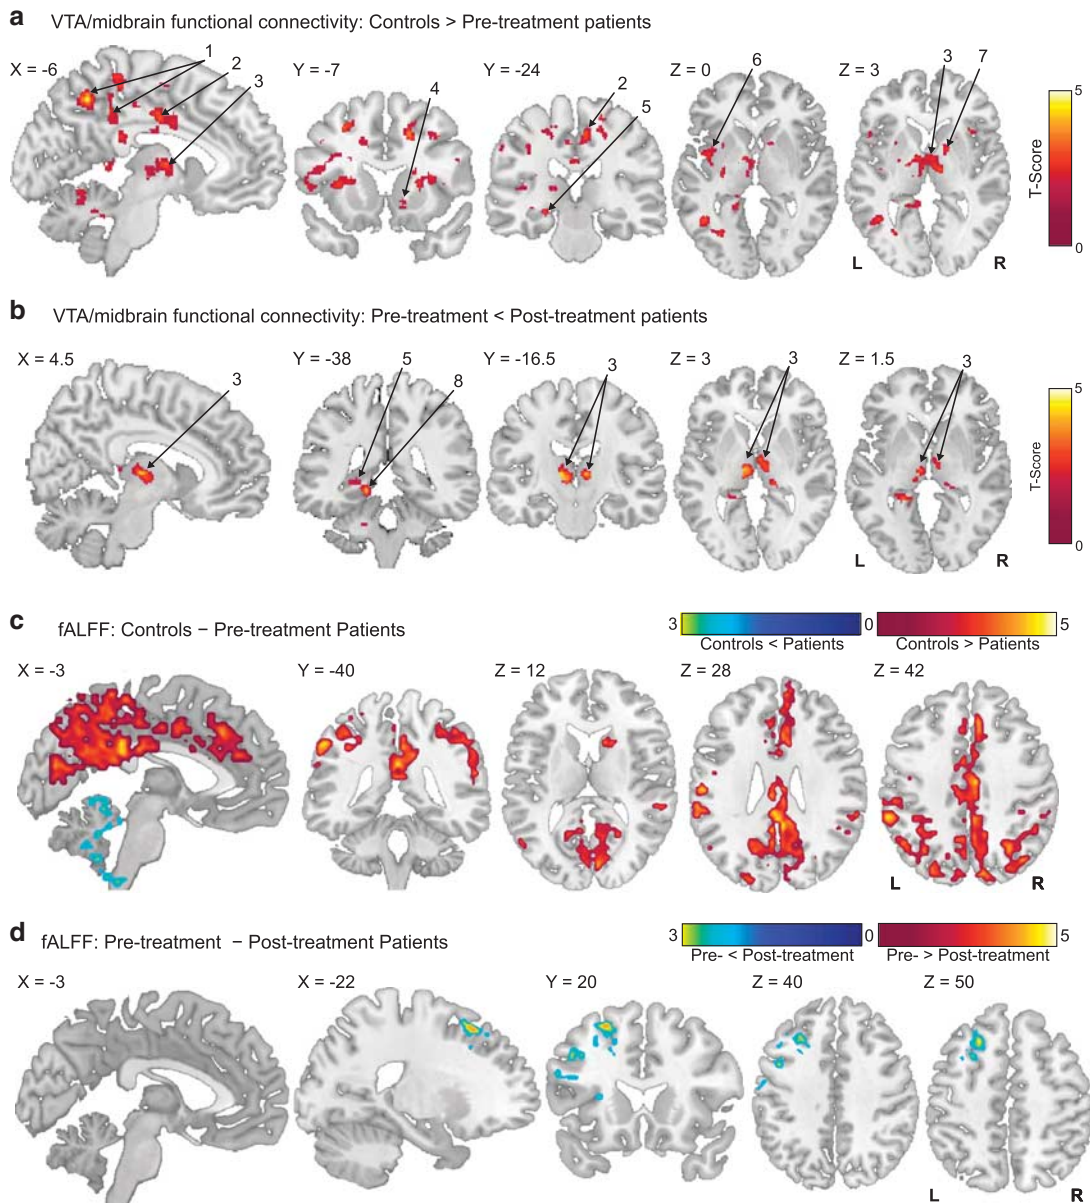 a VTA/midbrain functional connectivity: Controls > Pre-treatment patients
X = -6 1 2 3
Y = -7 4
Y = -24 2 5
Z = 0 6
Z = 3 3 7
L R
5
T-Score
0
b VTA/midbrain functional connectivity: Pre-treatment < Post-treatment patients
X = 4.5 3
Y = -38 5 8
Y = -16.5 3
Z = 3 3
Z = 1.5 3
L R
5
T-Score
0
c fALFF: Controls − Pre-treatment Patients
3 0 5
Controls < Patients Controls > Patients
X = -3 Y = -40 Z = 12 Z = 28 Z = 42
L R
d fALFF: Pre-treatment − Post-treatment Patients
3 0 5
Pre- < Post-treatment Pre- > Post-treatment
X = -3 X = -22 Y = 20 Z = 40 Z = 50
L R